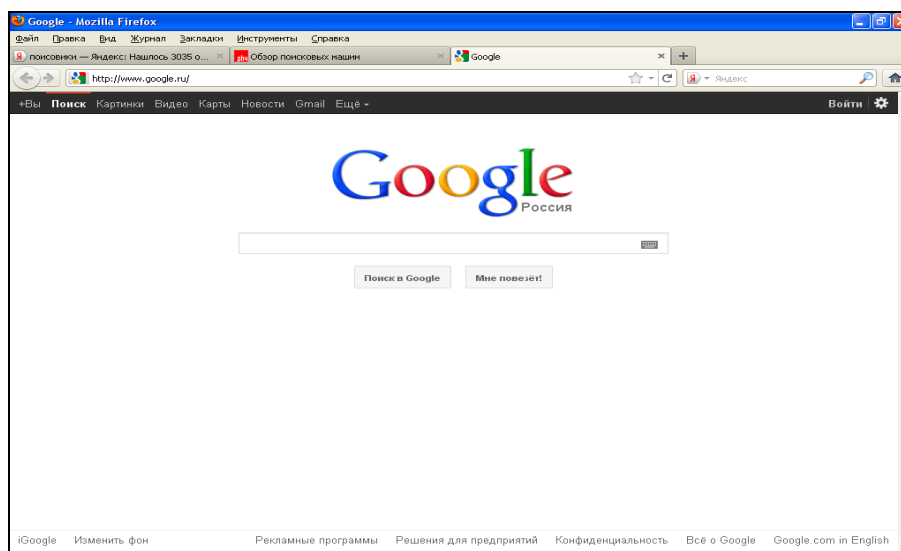 Google - Mozilla Firefox
Файл Правка Вид Журнал Закладки Инструменты Справка
поисовики — Яндекс: Нашлось 3035 о... Обзор поисковых машин Google
http://www.google.ru/ Яндекс
+Вы Поиск Картинки Видео Карты Новости Gmail Ещё Войти
Google
Россия
Поиск в Google Мне повезёт!
iGoogle Изменить фон Рекламные программы Решения для предприятий Конфиденциальность Всё о Google Google.com in English